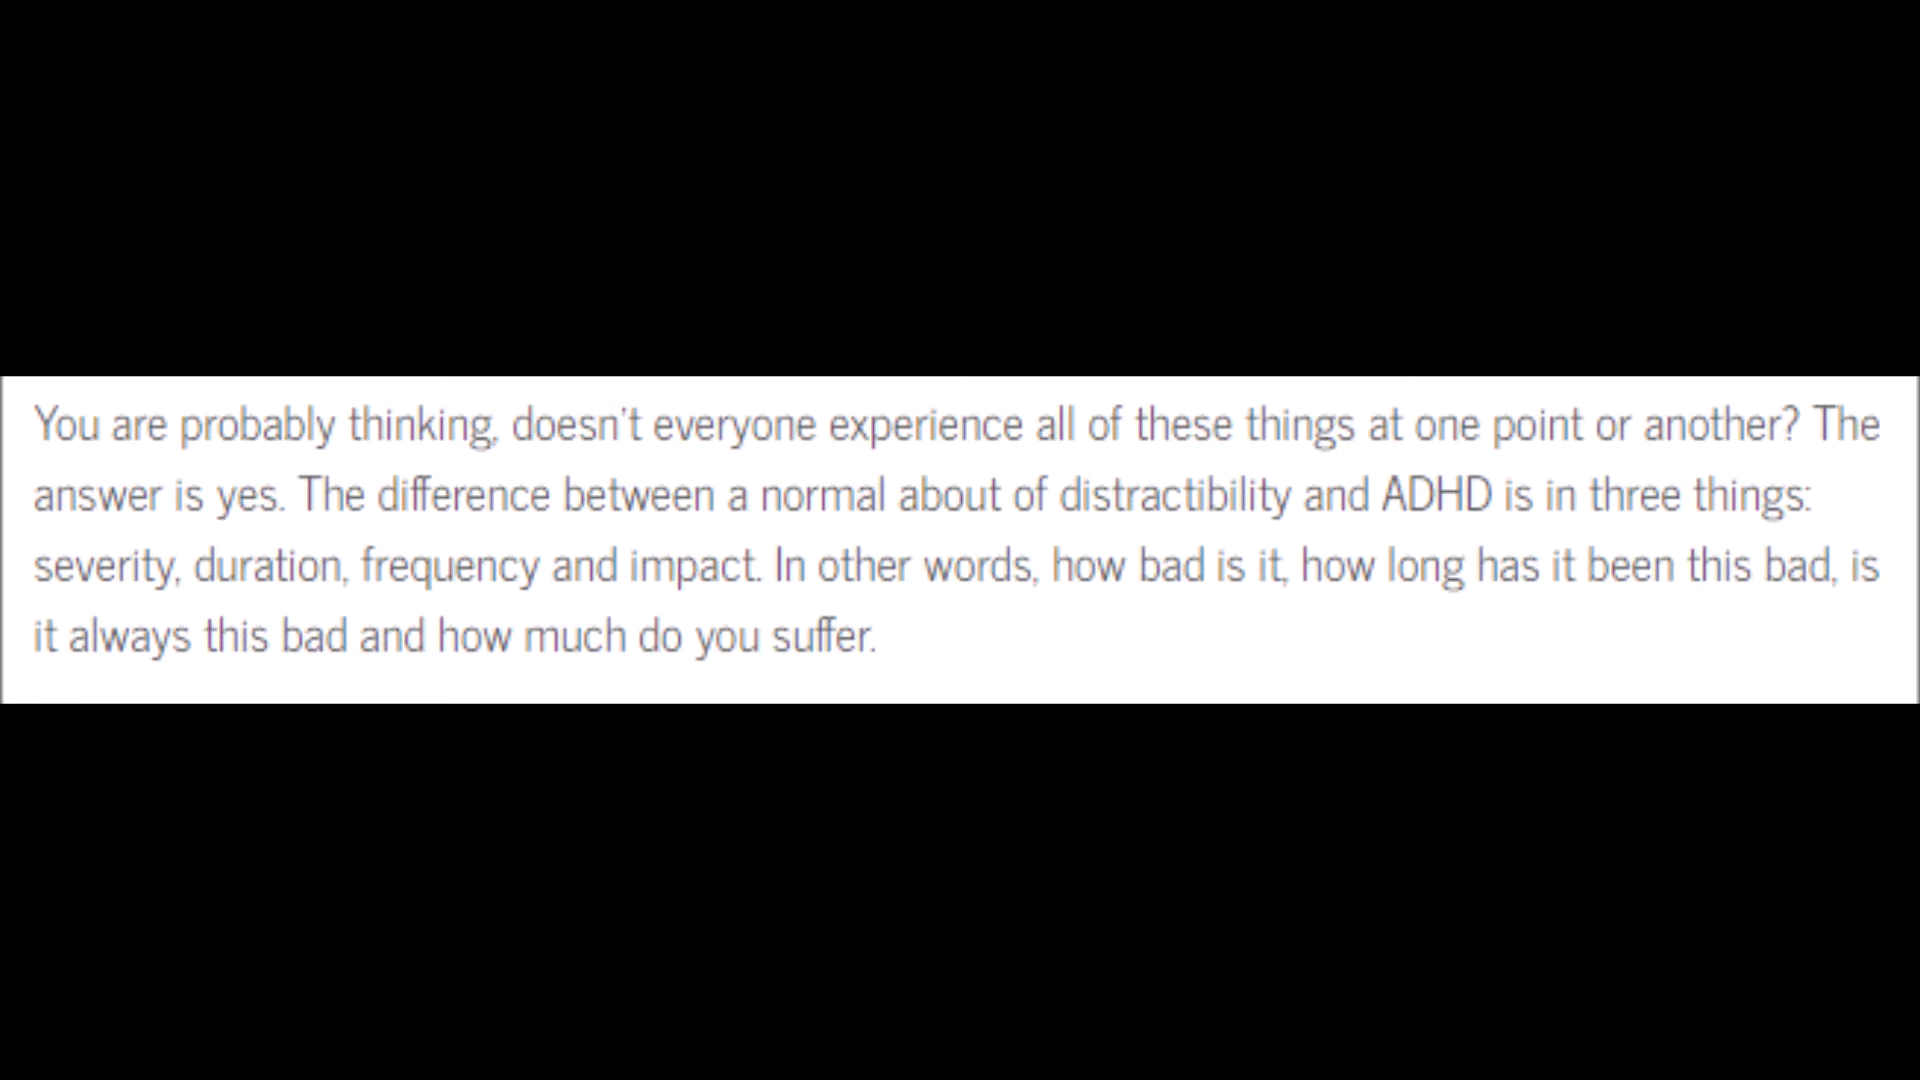 You are probably thinking, doesn't everyone experience all of these things at one point or another? The
answer is yes. The difference between a normal about of distractibility and ADHD is in three things:
severity, duration, frequency and impact. In other words, how bad is it, how long has it been this bad, is
it always this bad and how much do you suffer.